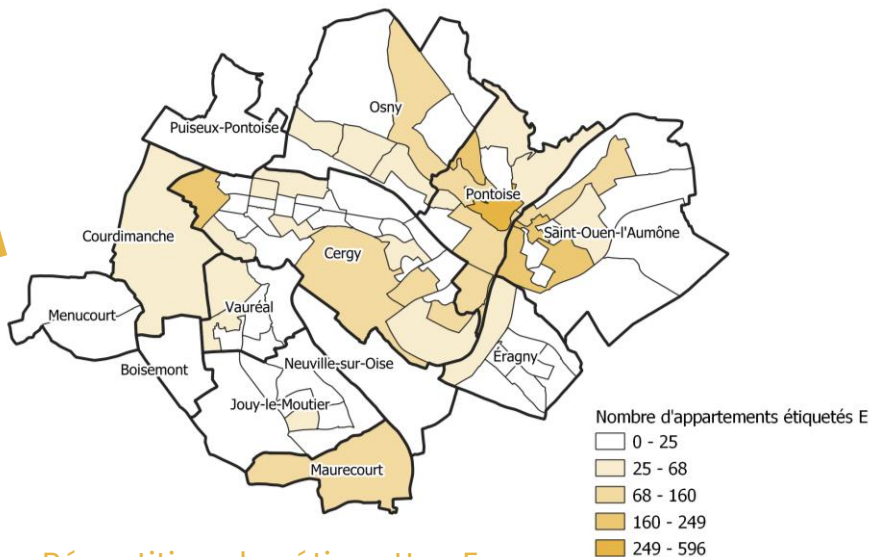 Osny
Puiseux-Pontoise
Pontoise
Saint-Ouen-l'Aumône
Courdimanche
Cergy
Menucourt
Vauréal
Éragny
Boisemont
Neuville-sur-Oise
Jouy-le-Moutier
Maurecourt
Nombre d'appartements étiquetés E
0 - 25
25 - 68
68 - 160
160 - 249
249 - 596